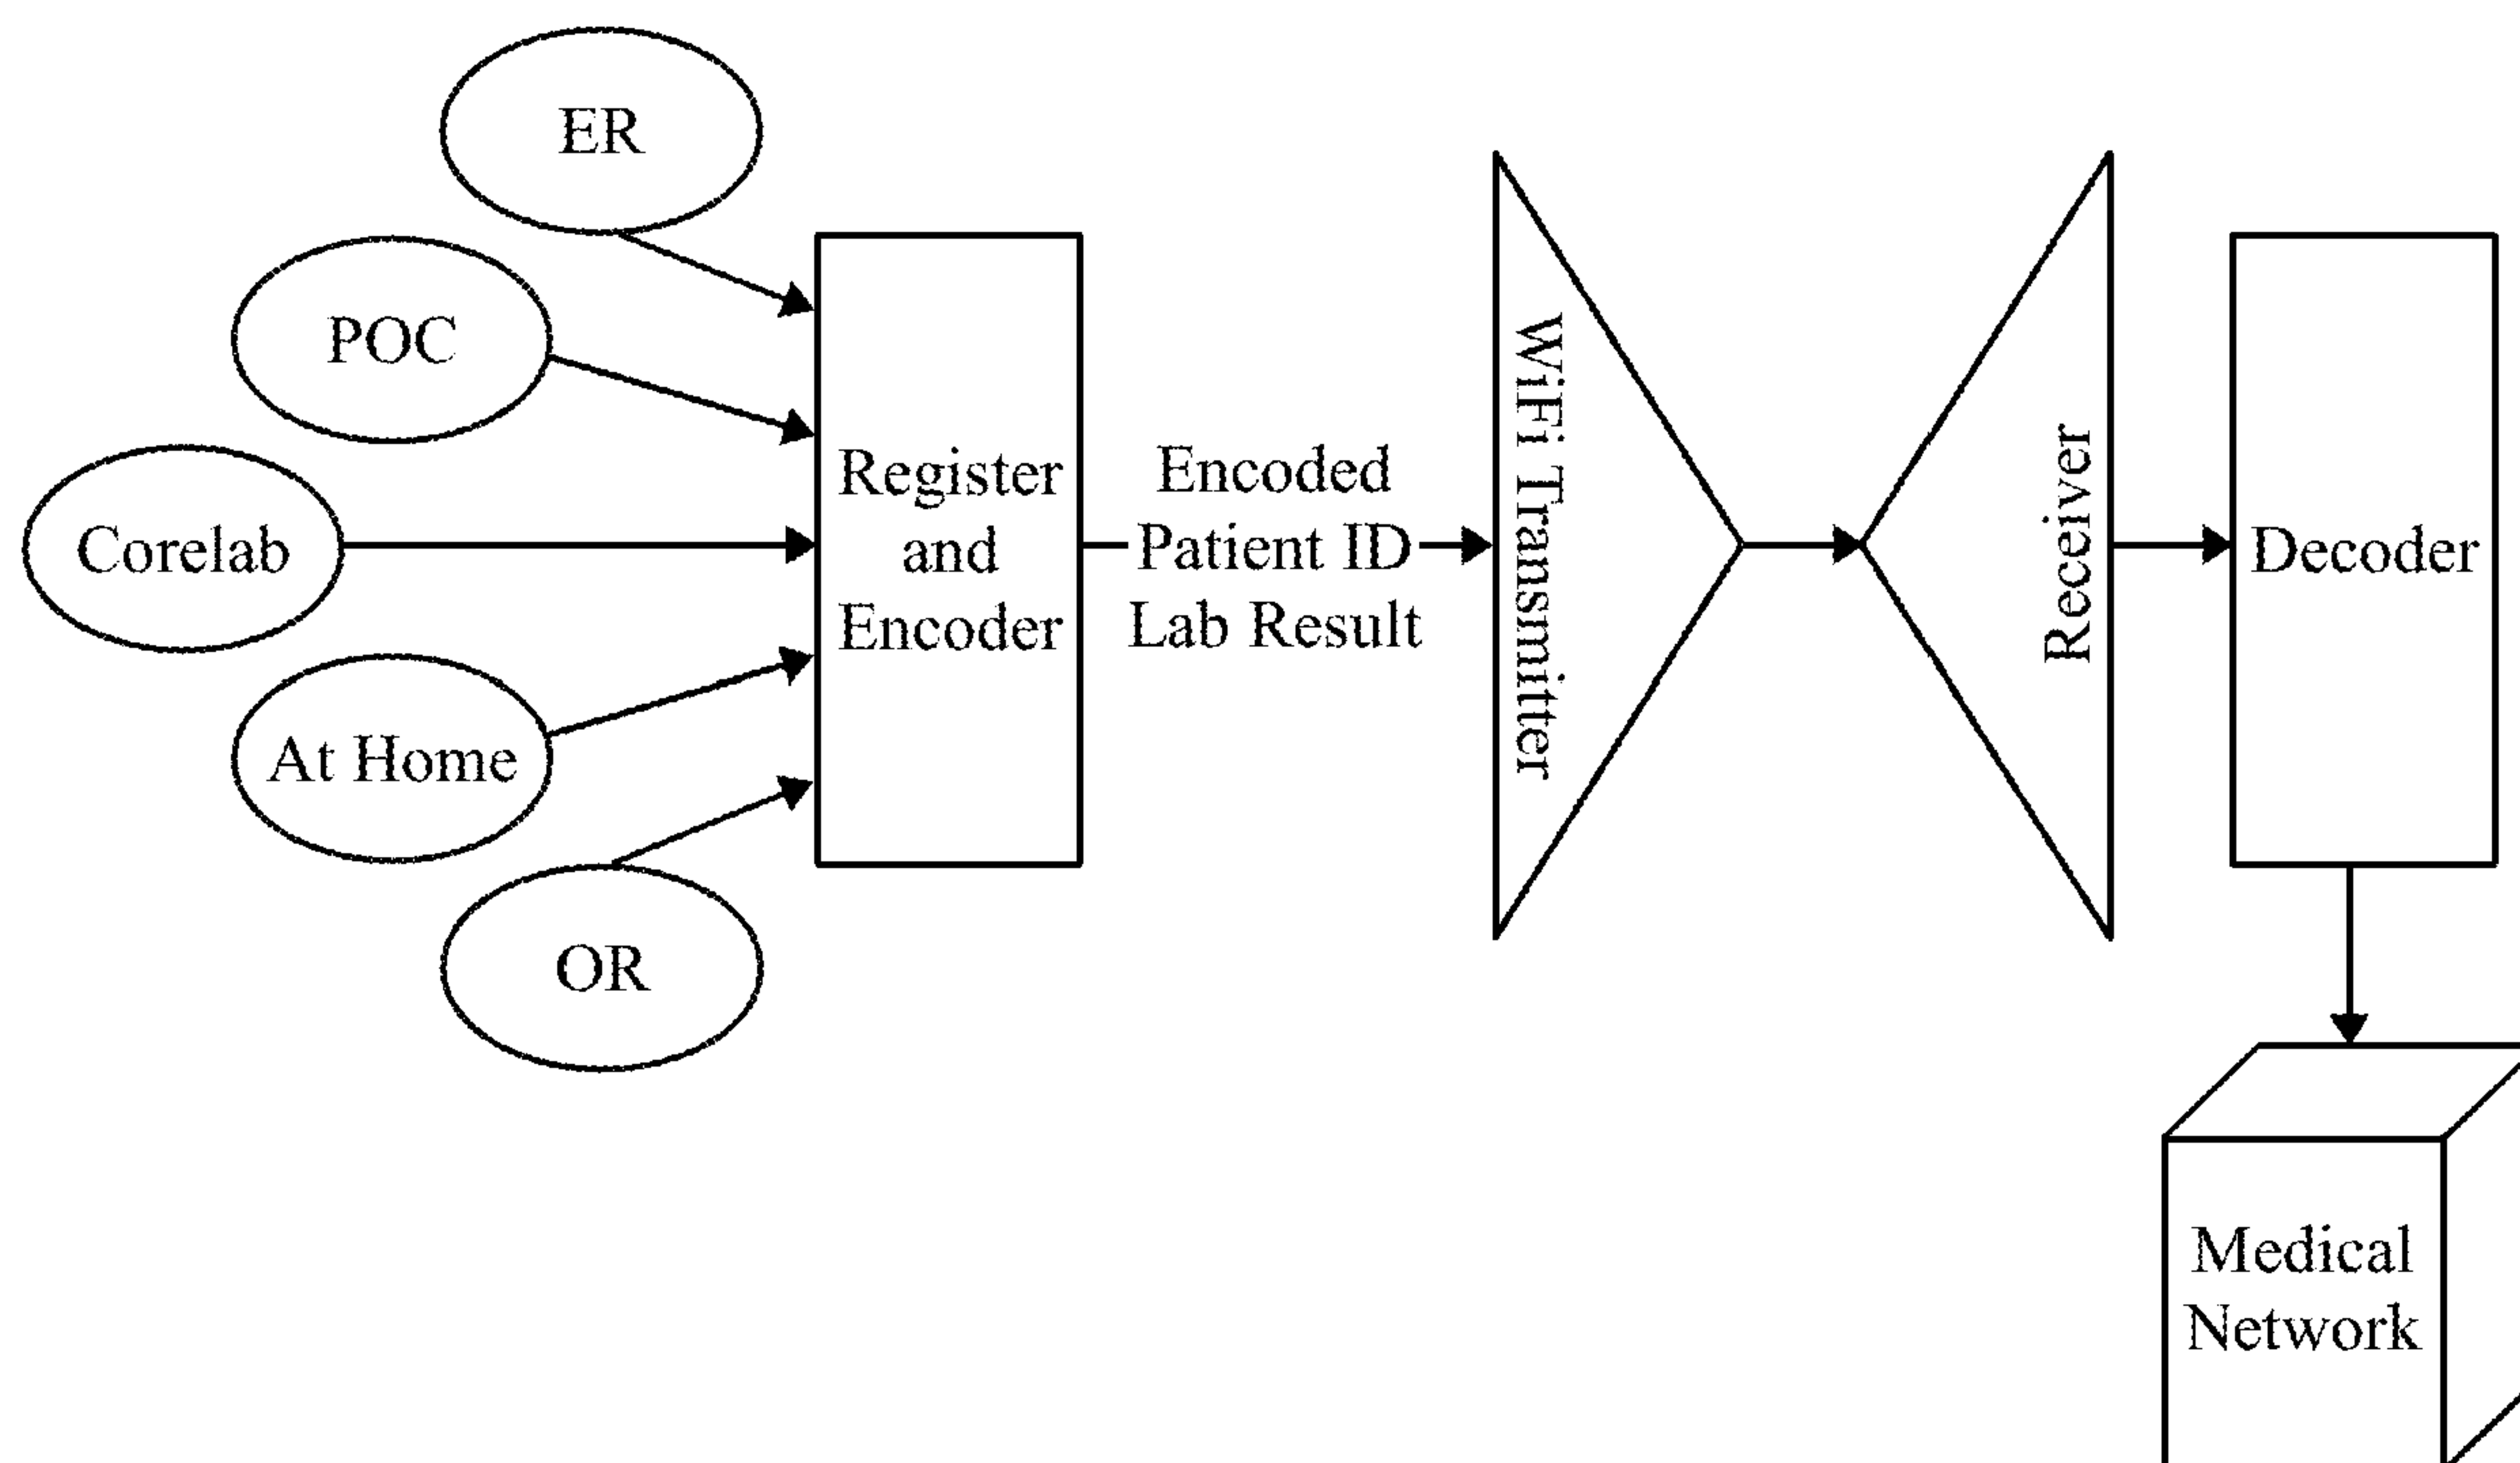 ER
POC
Corelab
At Home
OR
Register
and
Encoder
Encoded
Patient ID
Lab Result
WiFi Transmitter
Receiver
Decoder
Medical
Network